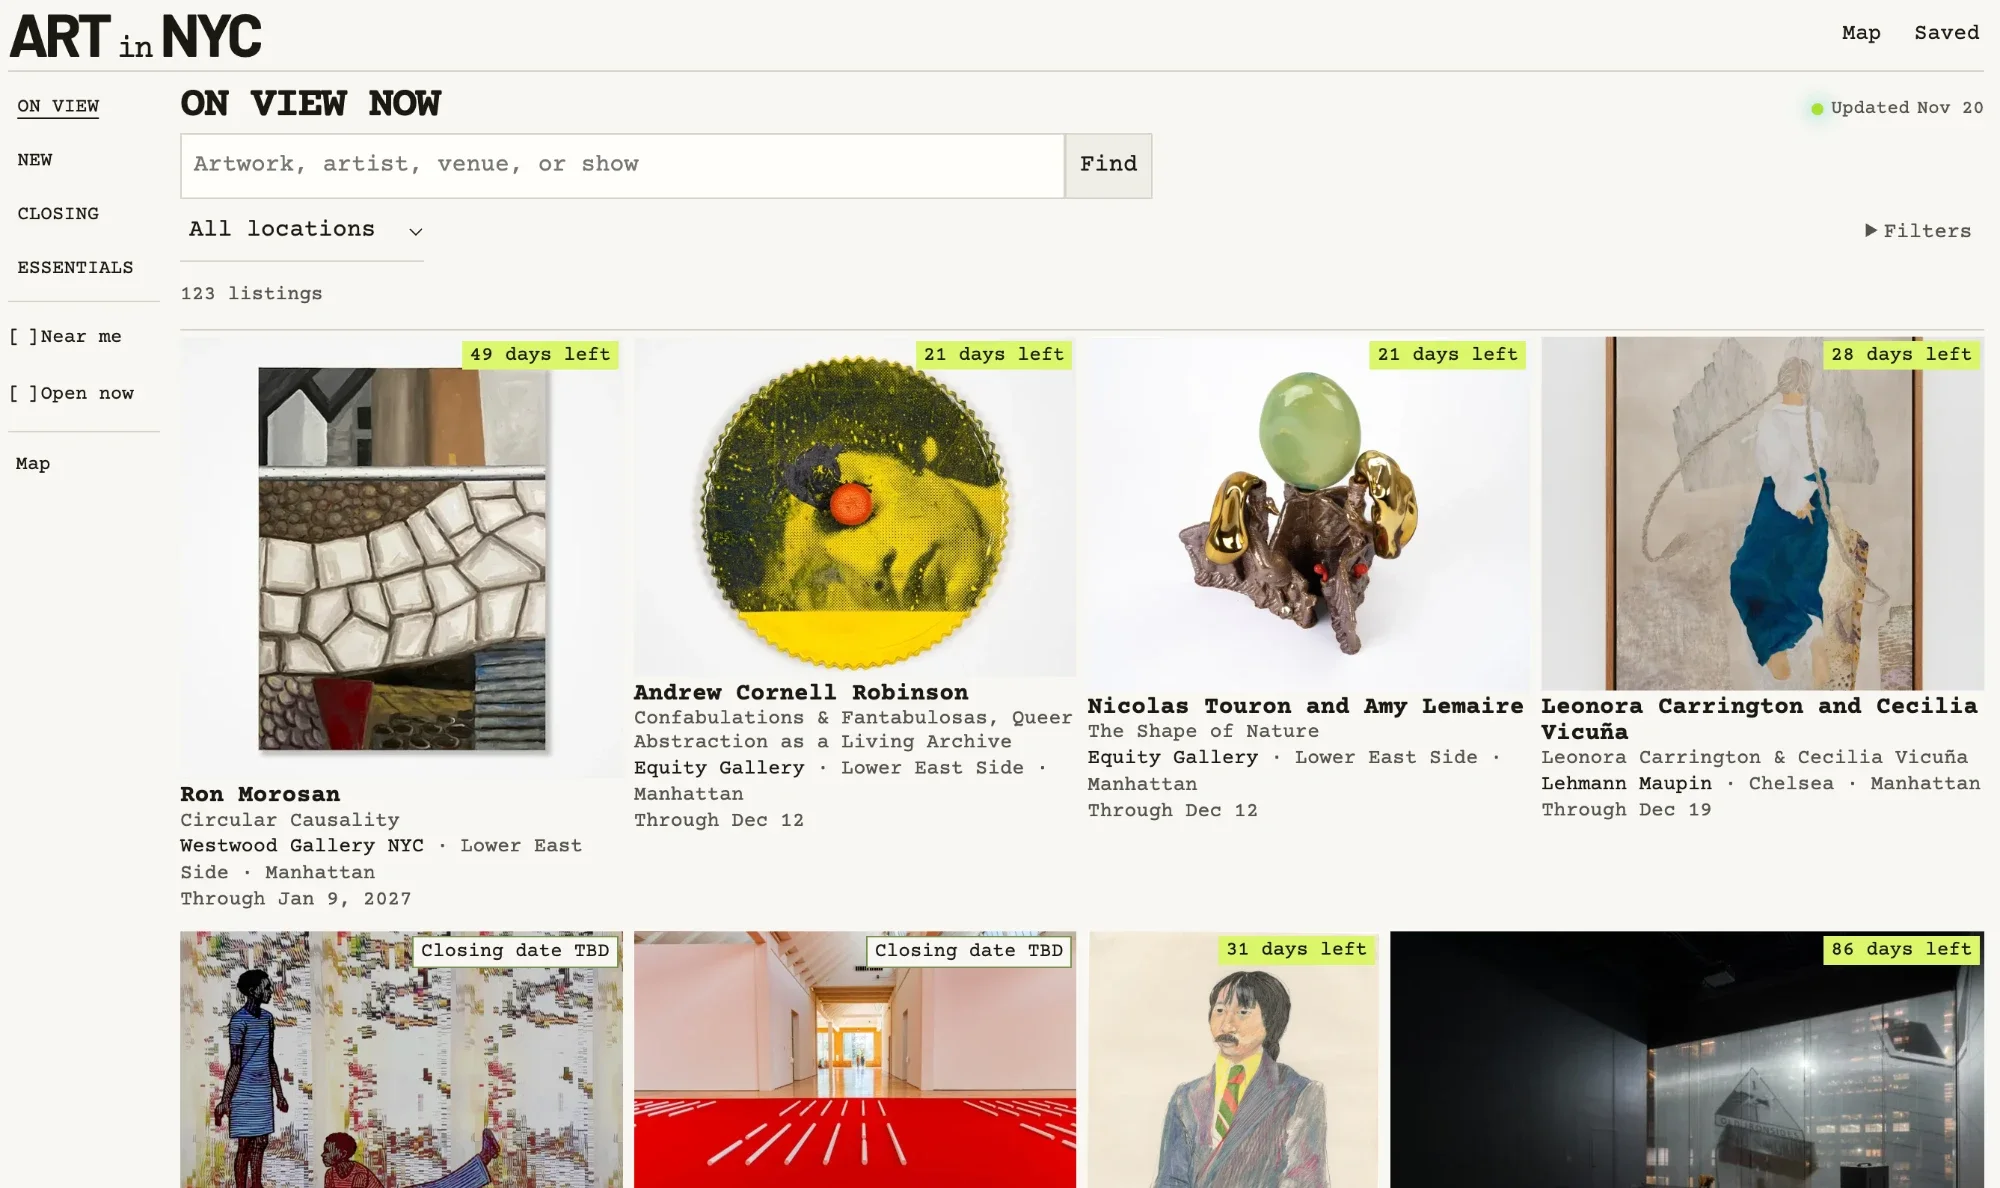 ART in NYC
Map
Saved
ON VIEW
NEW
CLOSING
ESSENTIALS
[ ]Near me
[ ]Open now
Map
ON VIEW NOW
Updated Nov 20
Artwork, artist, venue, or show
Find
All locations
Filters
123 listings
49 days left
Ron Morosan
Circular Causality
Westwood Gallery NYC · Lower East
Side · Manhattan
Through Jan 9, 2027
21 days left
Andrew Cornell Robinson
Confabulations & Fantabulosas, Queer
Abstraction as a Living Archive
Equity Gallery · Lower East Side ·
Manhattan
Through Dec 12
21 days left
Nicolas Touron and Amy Lemaire
The Shape of Nature
Equity Gallery · Lower East Side ·
Manhattan
Through Dec 12
28 days left
Leonora Carrington and Cecilia
Vicuña
Leonora Carrington & Cecilia Vicuña
Lehmann Maupin · Chelsea · Manhattan
Through Dec 19
Closing date TBD
Closing date TBD
31 days left
86 days left